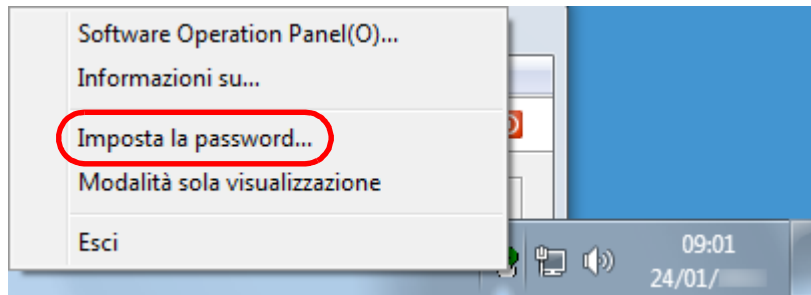 Software Operation Panel(O)...
Informazioni su...
Imposta la password...
Modalità sola visualizzazione
Esci
09:01
24/01/